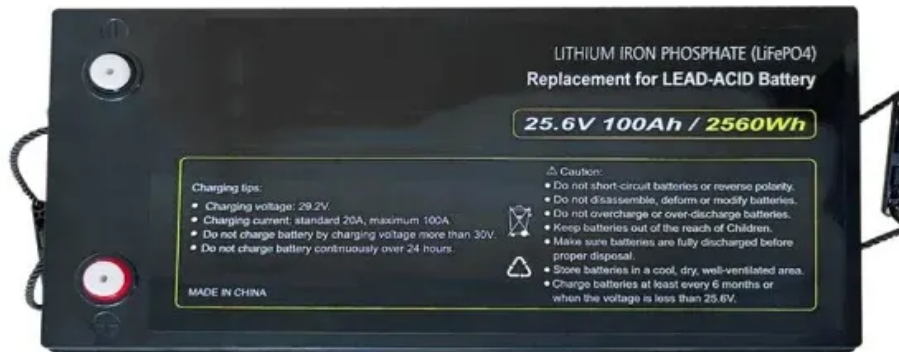 LITHIUM IRON PHOSPHATE (LiFePO4)
Replacement for LEAD-ACID Battery
25.6V 100Ah / 2560Wh
Charging tips:
• Charging voltage: 29.2V.
• Charging current: standard 20A, maximum 100A
• Do not charge battery by charging voltage more than 30V.
• Do not charge battery continuously over 24 hours.
MADE IN CHINA
⚠ Caution:
• Do not short-circuit batteries or reverse polarity.
• Do not disassemble, deform or modify batteries.
• Do not overcharge or over-discharge batteries.
• Keep batteries out of the reach of Children.
• Make sure batteries are fully discharged before
proper disposal.
• Store batteries in a cool, dry, well-ventilated area.
• Charge batteries at least every 6 months or
when the voltage is less than 25.6V.